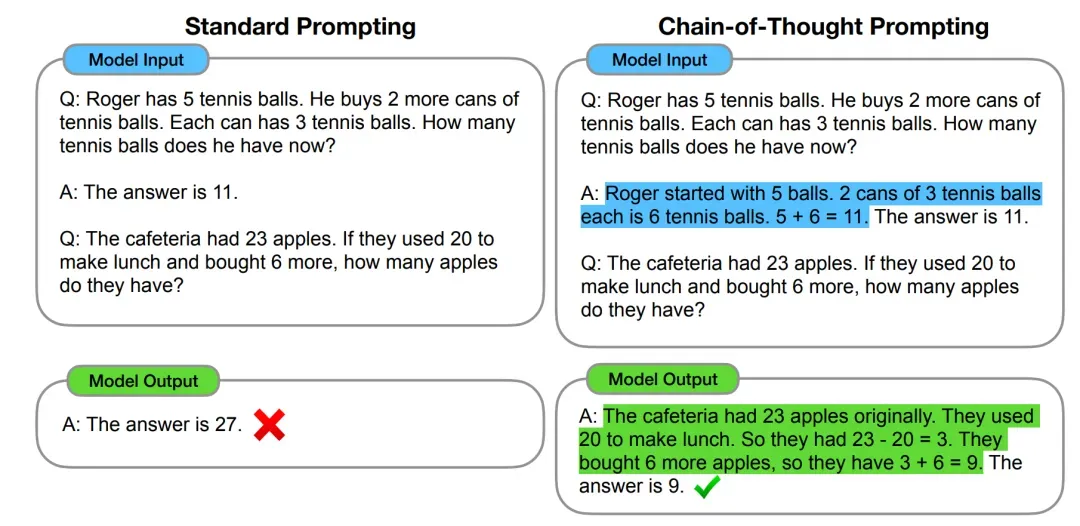 Standard Prompting
Model Input
Q: Roger has 5 tennis balls. He buys 2 more cans of
tennis balls. Each can has 3 tennis balls. How many
tennis balls does he have now?
A: The answer is 11.
Q: The cafeteria had 23 apples. If they used 20 to
make lunch and bought 6 more, how many apples
do they have?
Model Output
A: The answer is 27.
Chain-of-Thought Prompting
Model Input
Q: Roger has 5 tennis balls. He buys 2 more cans of
tennis balls. Each can has 3 tennis balls. How many
tennis balls does he have now?
A: Roger started with 5 balls. 2 cans of 3 tennis balls
each is 6 tennis balls. 5 + 6 = 11. The answer is 11.
Q: The cafeteria had 23 apples. If they used 20 to
make lunch and bought 6 more, how many apples
do they have?
Model Output
A: The cafeteria had 23 apples originally. They used
20 to make lunch. So they had 23 - 20 = 3. They
bought 6 more apples, so they have 3 + 6 = 9. The
answer is 9.